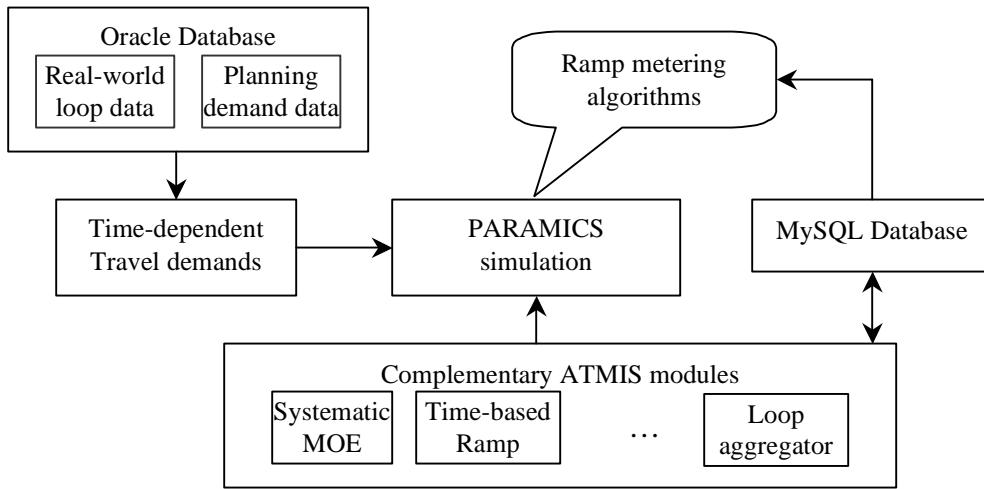 Oracle Database
Real-world
loop data
Planning
demand data
Ramp metering
algorithms
Time-dependent
Travel demands
PARAMICS
simulation
MySQL Database
Complementary ATMIS modules
Systematic
MOE
Time-based
Ramp
…
Loop
aggregator